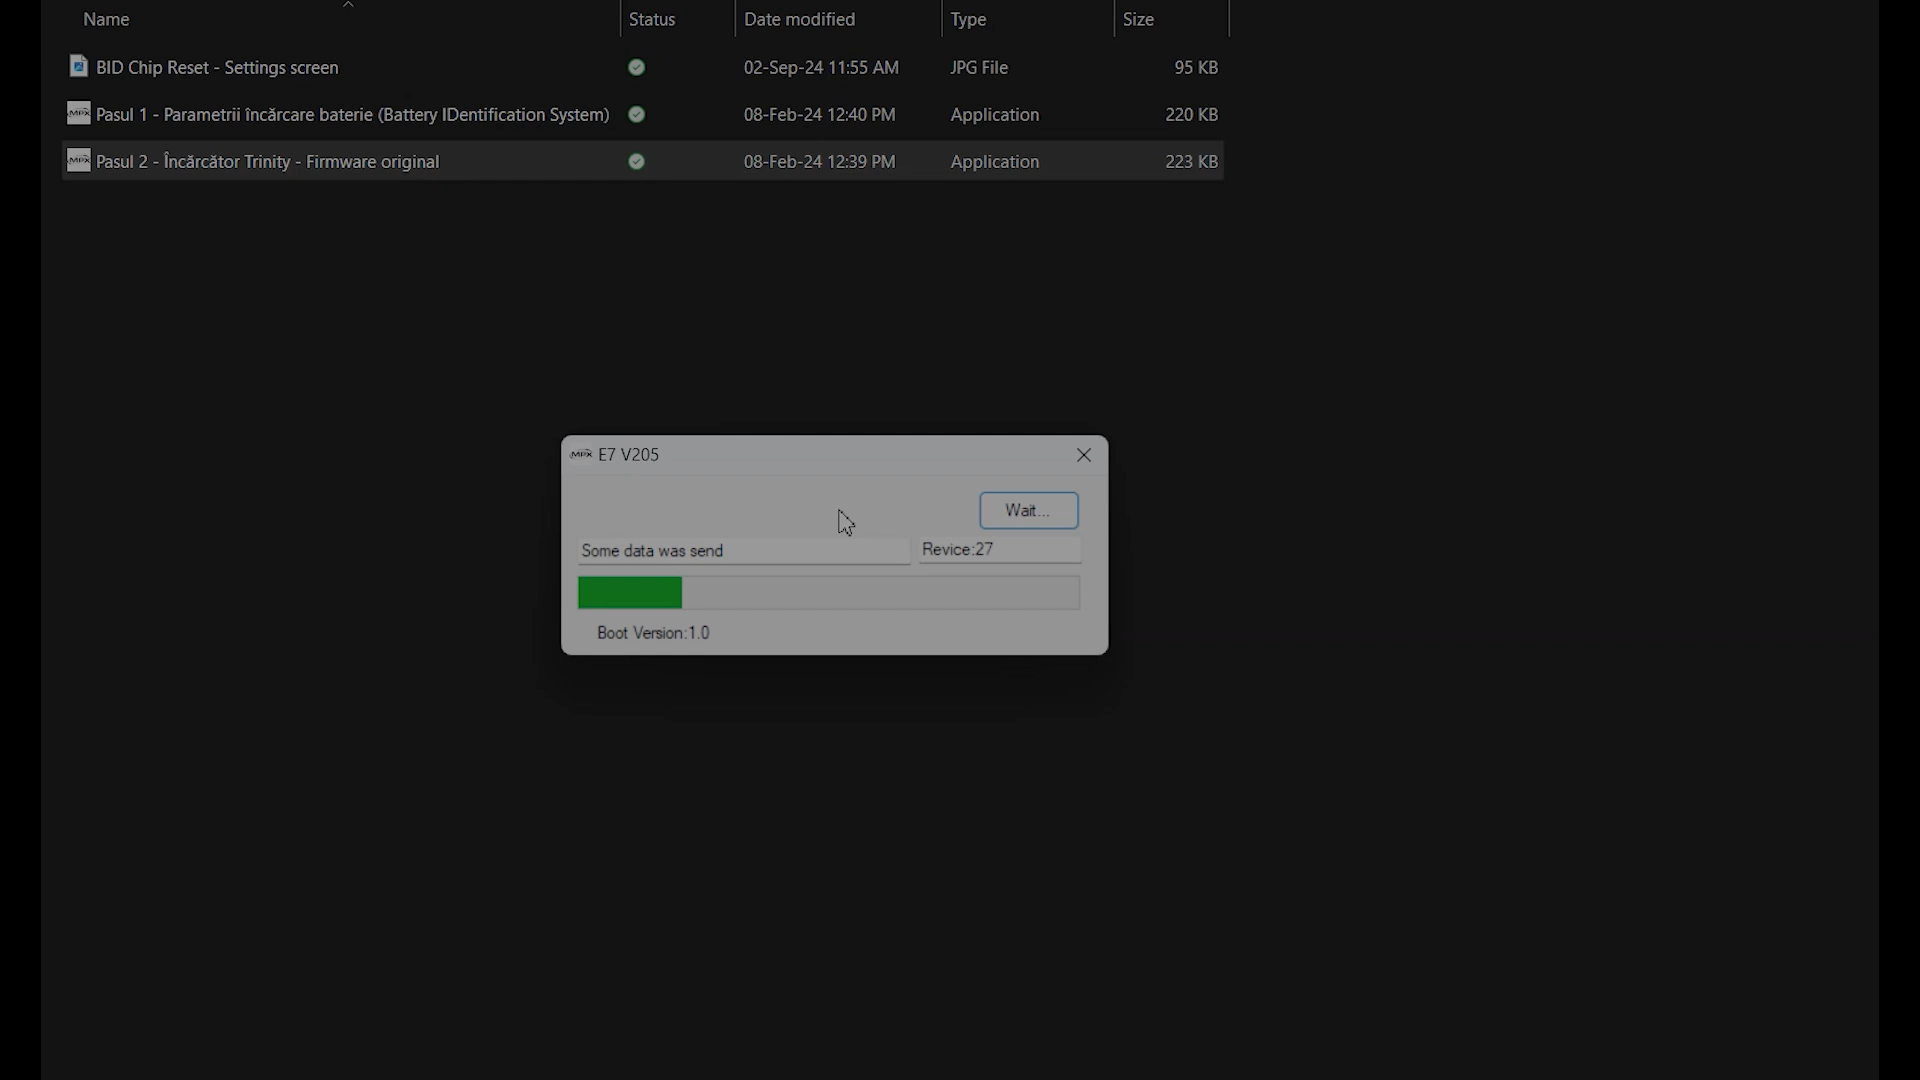 Name Status Date modified Type Size
BID Chip Reset - Settings screen 02-Sep-24 11:55 AM JPG File 95 KB
MPX Pasul 1 - Parametrii încărcare baterie (Battery IDentification System) 08-Feb-24 12:40 PM Application 220 KB
MPX Pasul 2 - Încărcător Trinity - Firmware original 08-Feb-24 12:39 PM Application 223 KB
MPX E7 V205
Wait...
Some data was send Revice:27
Boot Version:1.0